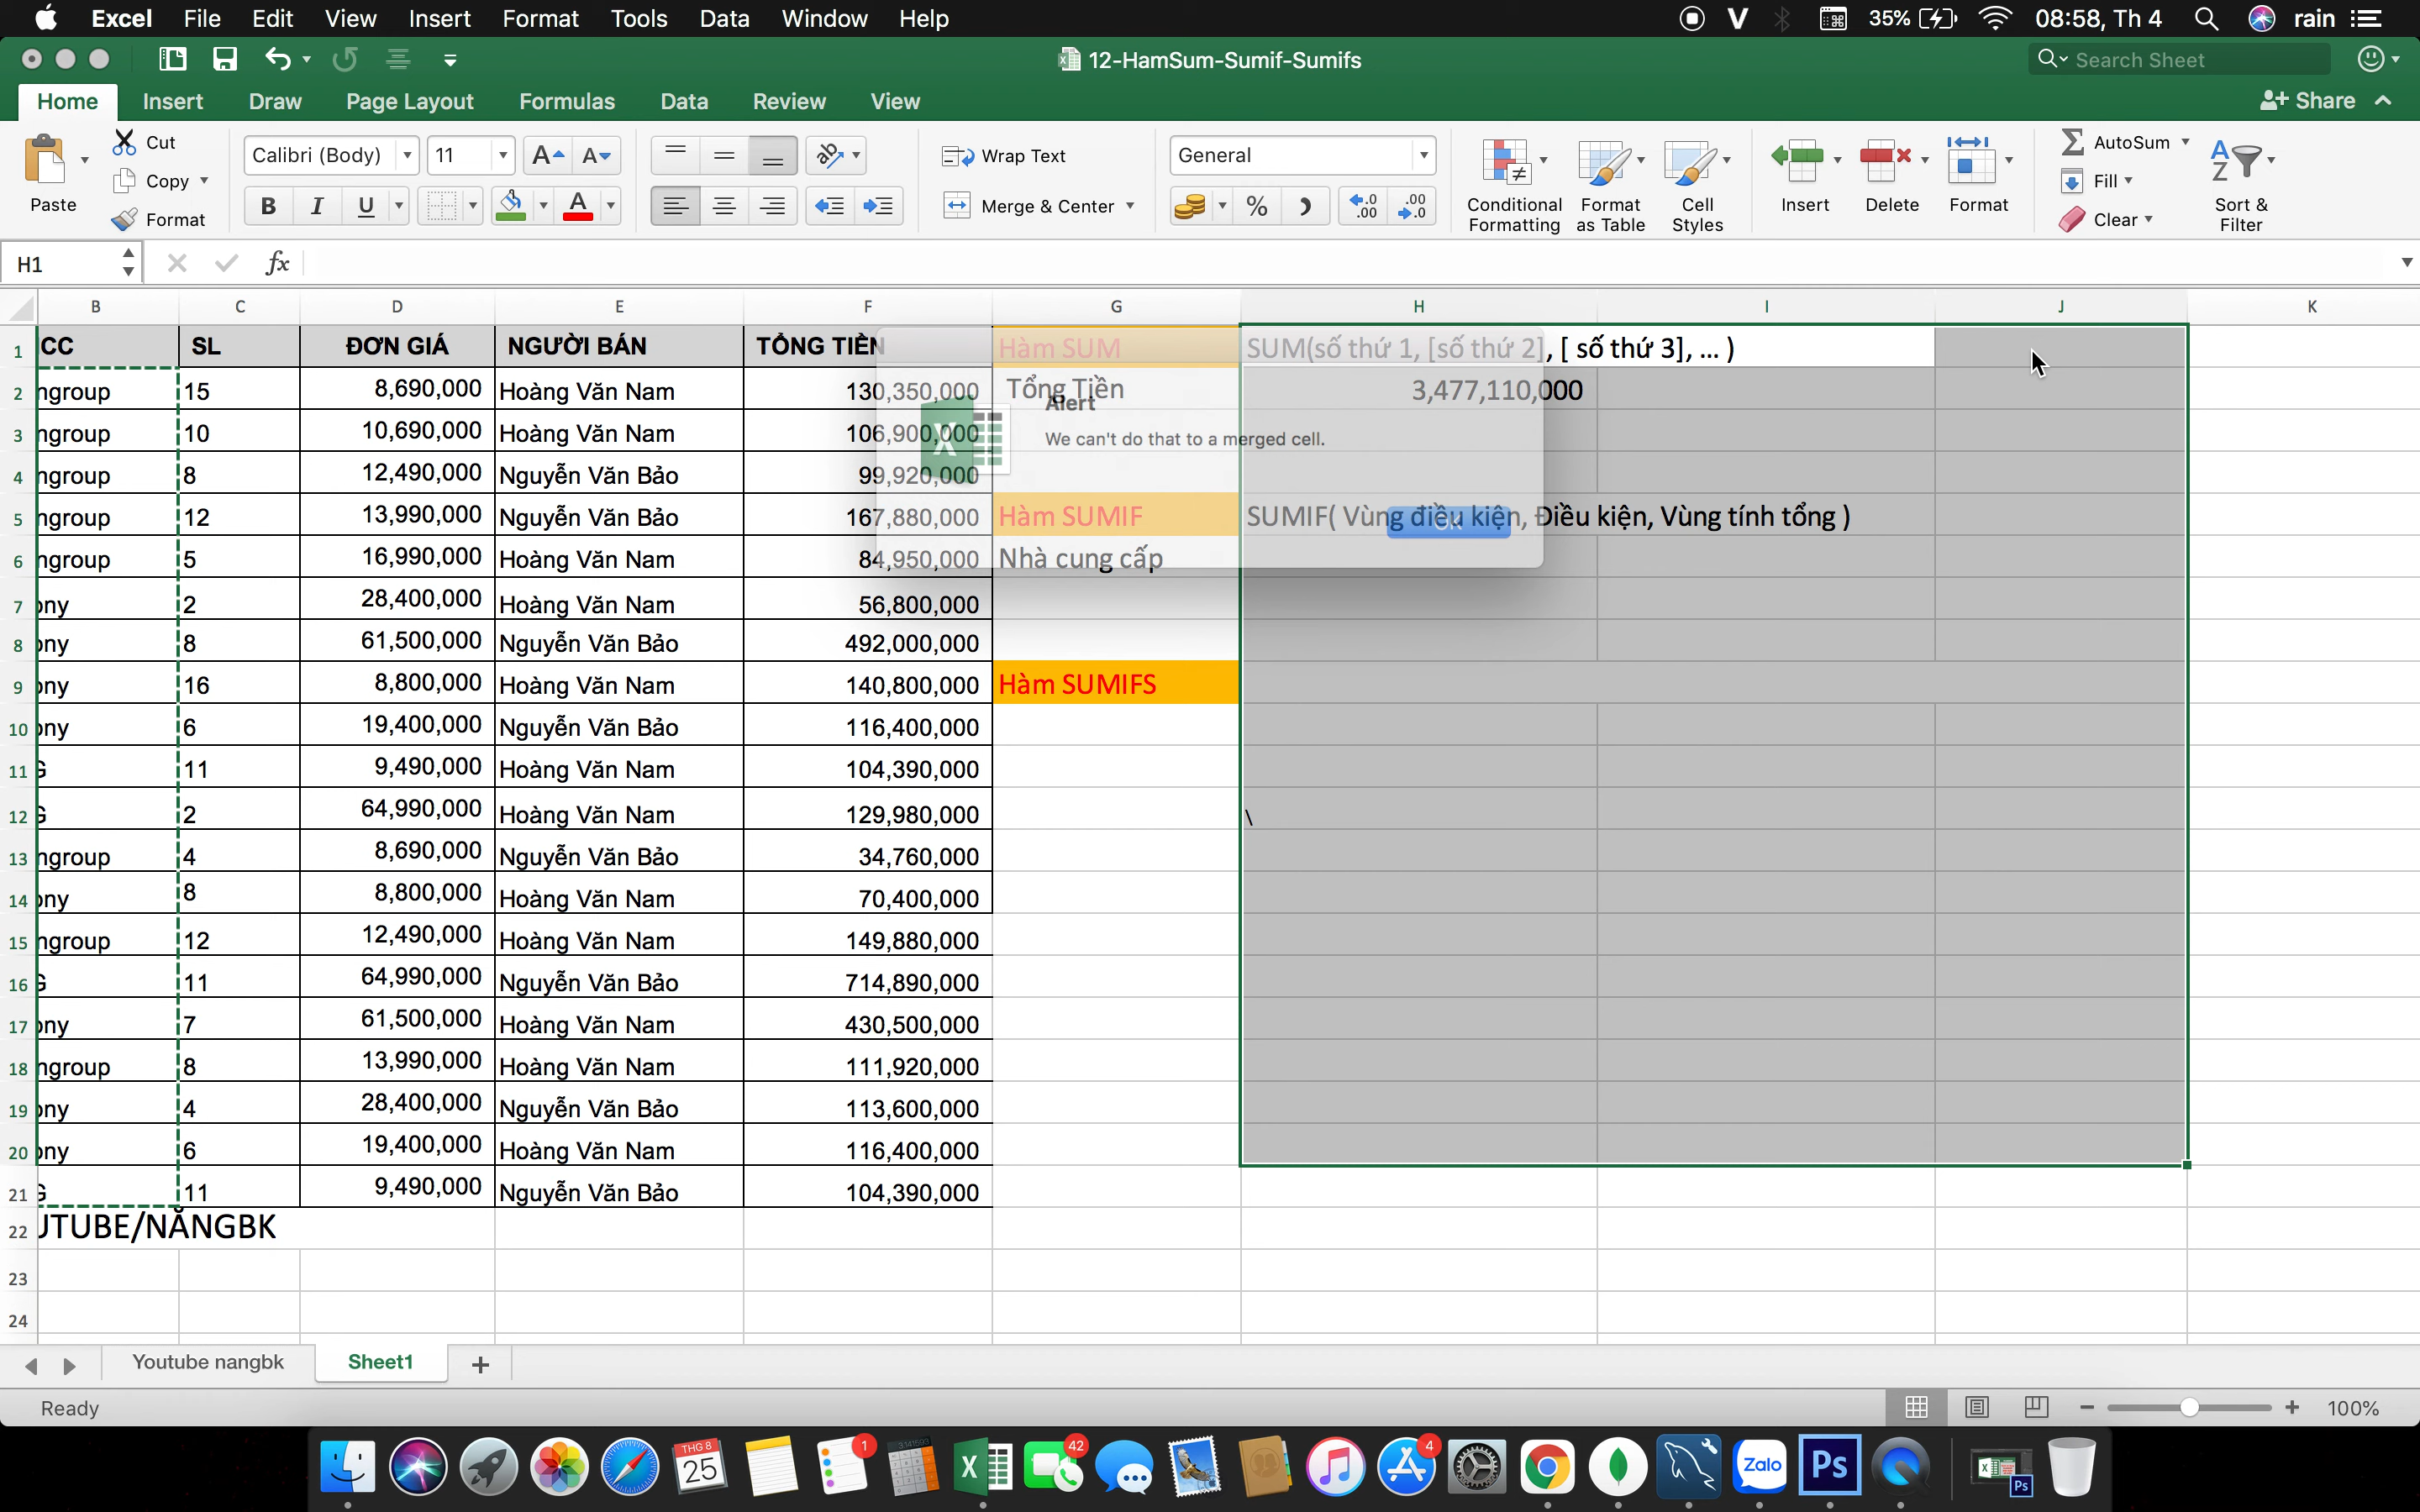 Excel File Edit View Insert Format Tools Data Window Help 35% 08:58, Th 4 rain
12-HamSum-Sumif-Sumifs Search Sheet
Home Insert Draw Page Layout Formulas Data Review View Share
Paste Cut Copy Format
Calibri (Body) 11
B I U
Wrap Text
Merge & Center
General
Conditional Formatting
Format as Table
Cell Styles
Insert Delete Format
AutoSum
Fill
Clear
Sort & Filter
H1 fx
B C D E F G H I J K
1 CC SL ĐƠN GIÁ NGƯỜI BÁN TỔNG TIỀN Hàm SUM SUM(số thứ 1, [số thứ 2], [ số thứ 3], ... )
2 ngroup 15 8,690,000 Hoàng Văn Nam 130,350,000 Tổng Tiền 3,477,110,000
3 ngroup 10 10,690,000 Hoàng Văn Nam 106,900,000
4 ngroup 8 12,490,000 Nguyễn Văn Bảo 99,920,000
5 ngroup 12 13,990,000 Nguyễn Văn Bảo 167,880,000 Hàm SUMIF SUMIF( Vùng điều kiện, Điều kiện, Vùng tính tổng )
6 ngroup 5 16,990,000 Hoàng Văn Nam 84,950,000 Nhà cung cấp
7 ony 2 28,400,000 Hoàng Văn Nam 56,800,000
8 ony 8 61,500,000 Nguyễn Văn Bảo 492,000,000
9 ony 16 8,800,000 Hoàng Văn Nam 140,800,000 Hàm SUMIFS
10 ony 6 19,400,000 Nguyễn Văn Bảo 116,400,000
11 G 11 9,490,000 Hoàng Văn Nam 104,390,000
12 G 2 64,990,000 Hoàng Văn Nam 129,980,000 \
13 ngroup 4 8,690,000 Nguyễn Văn Bảo 34,760,000
14 ony 8 8,800,000 Hoàng Văn Nam 70,400,000
15 ngroup 12 12,490,000 Hoàng Văn Nam 149,880,000
16 G 11 64,990,000 Nguyễn Văn Bảo 714,890,000
17 ony 7 61,500,000 Hoàng Văn Nam 430,500,000
18 ngroup 8 13,990,000 Hoàng Văn Nam 111,920,000
19 ony 4 28,400,000 Nguyễn Văn Bảo 113,600,000
20 ony 6 19,400,000 Hoàng Văn Nam 116,400,000
21 G 11 9,490,000 Nguyễn Văn Bảo 104,390,000
22 UTUBE/NĂNGBK
23
24
Alert
We can't do that to a merged cell.
OK
Youtube nangbk Sheet1
Ready 100%
THG 8 25 1 42 4 Zalo Ps Ps